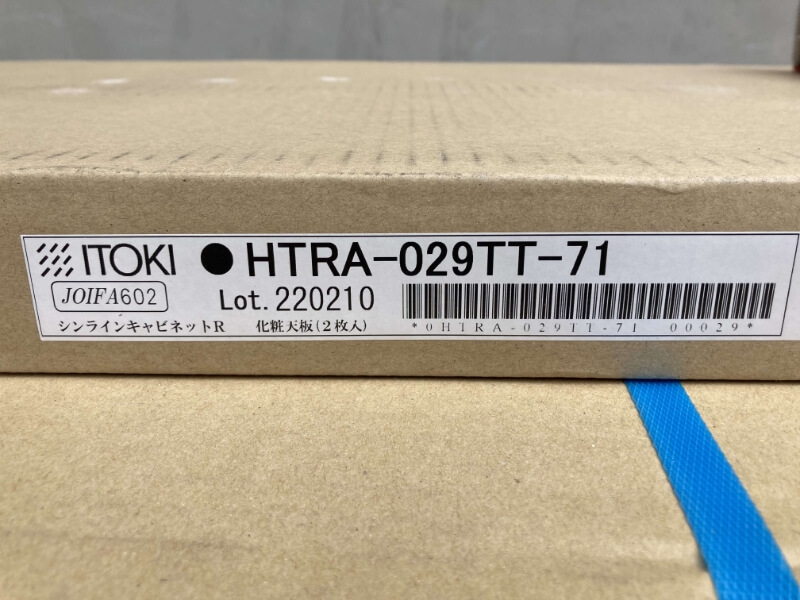 ITOKI ●HTRA-029TT-71
JOIFA602 Lot. 220210
シンラインキャビネットR 化粧天板(2枚入) *0HTRA-029TT-71 00029*